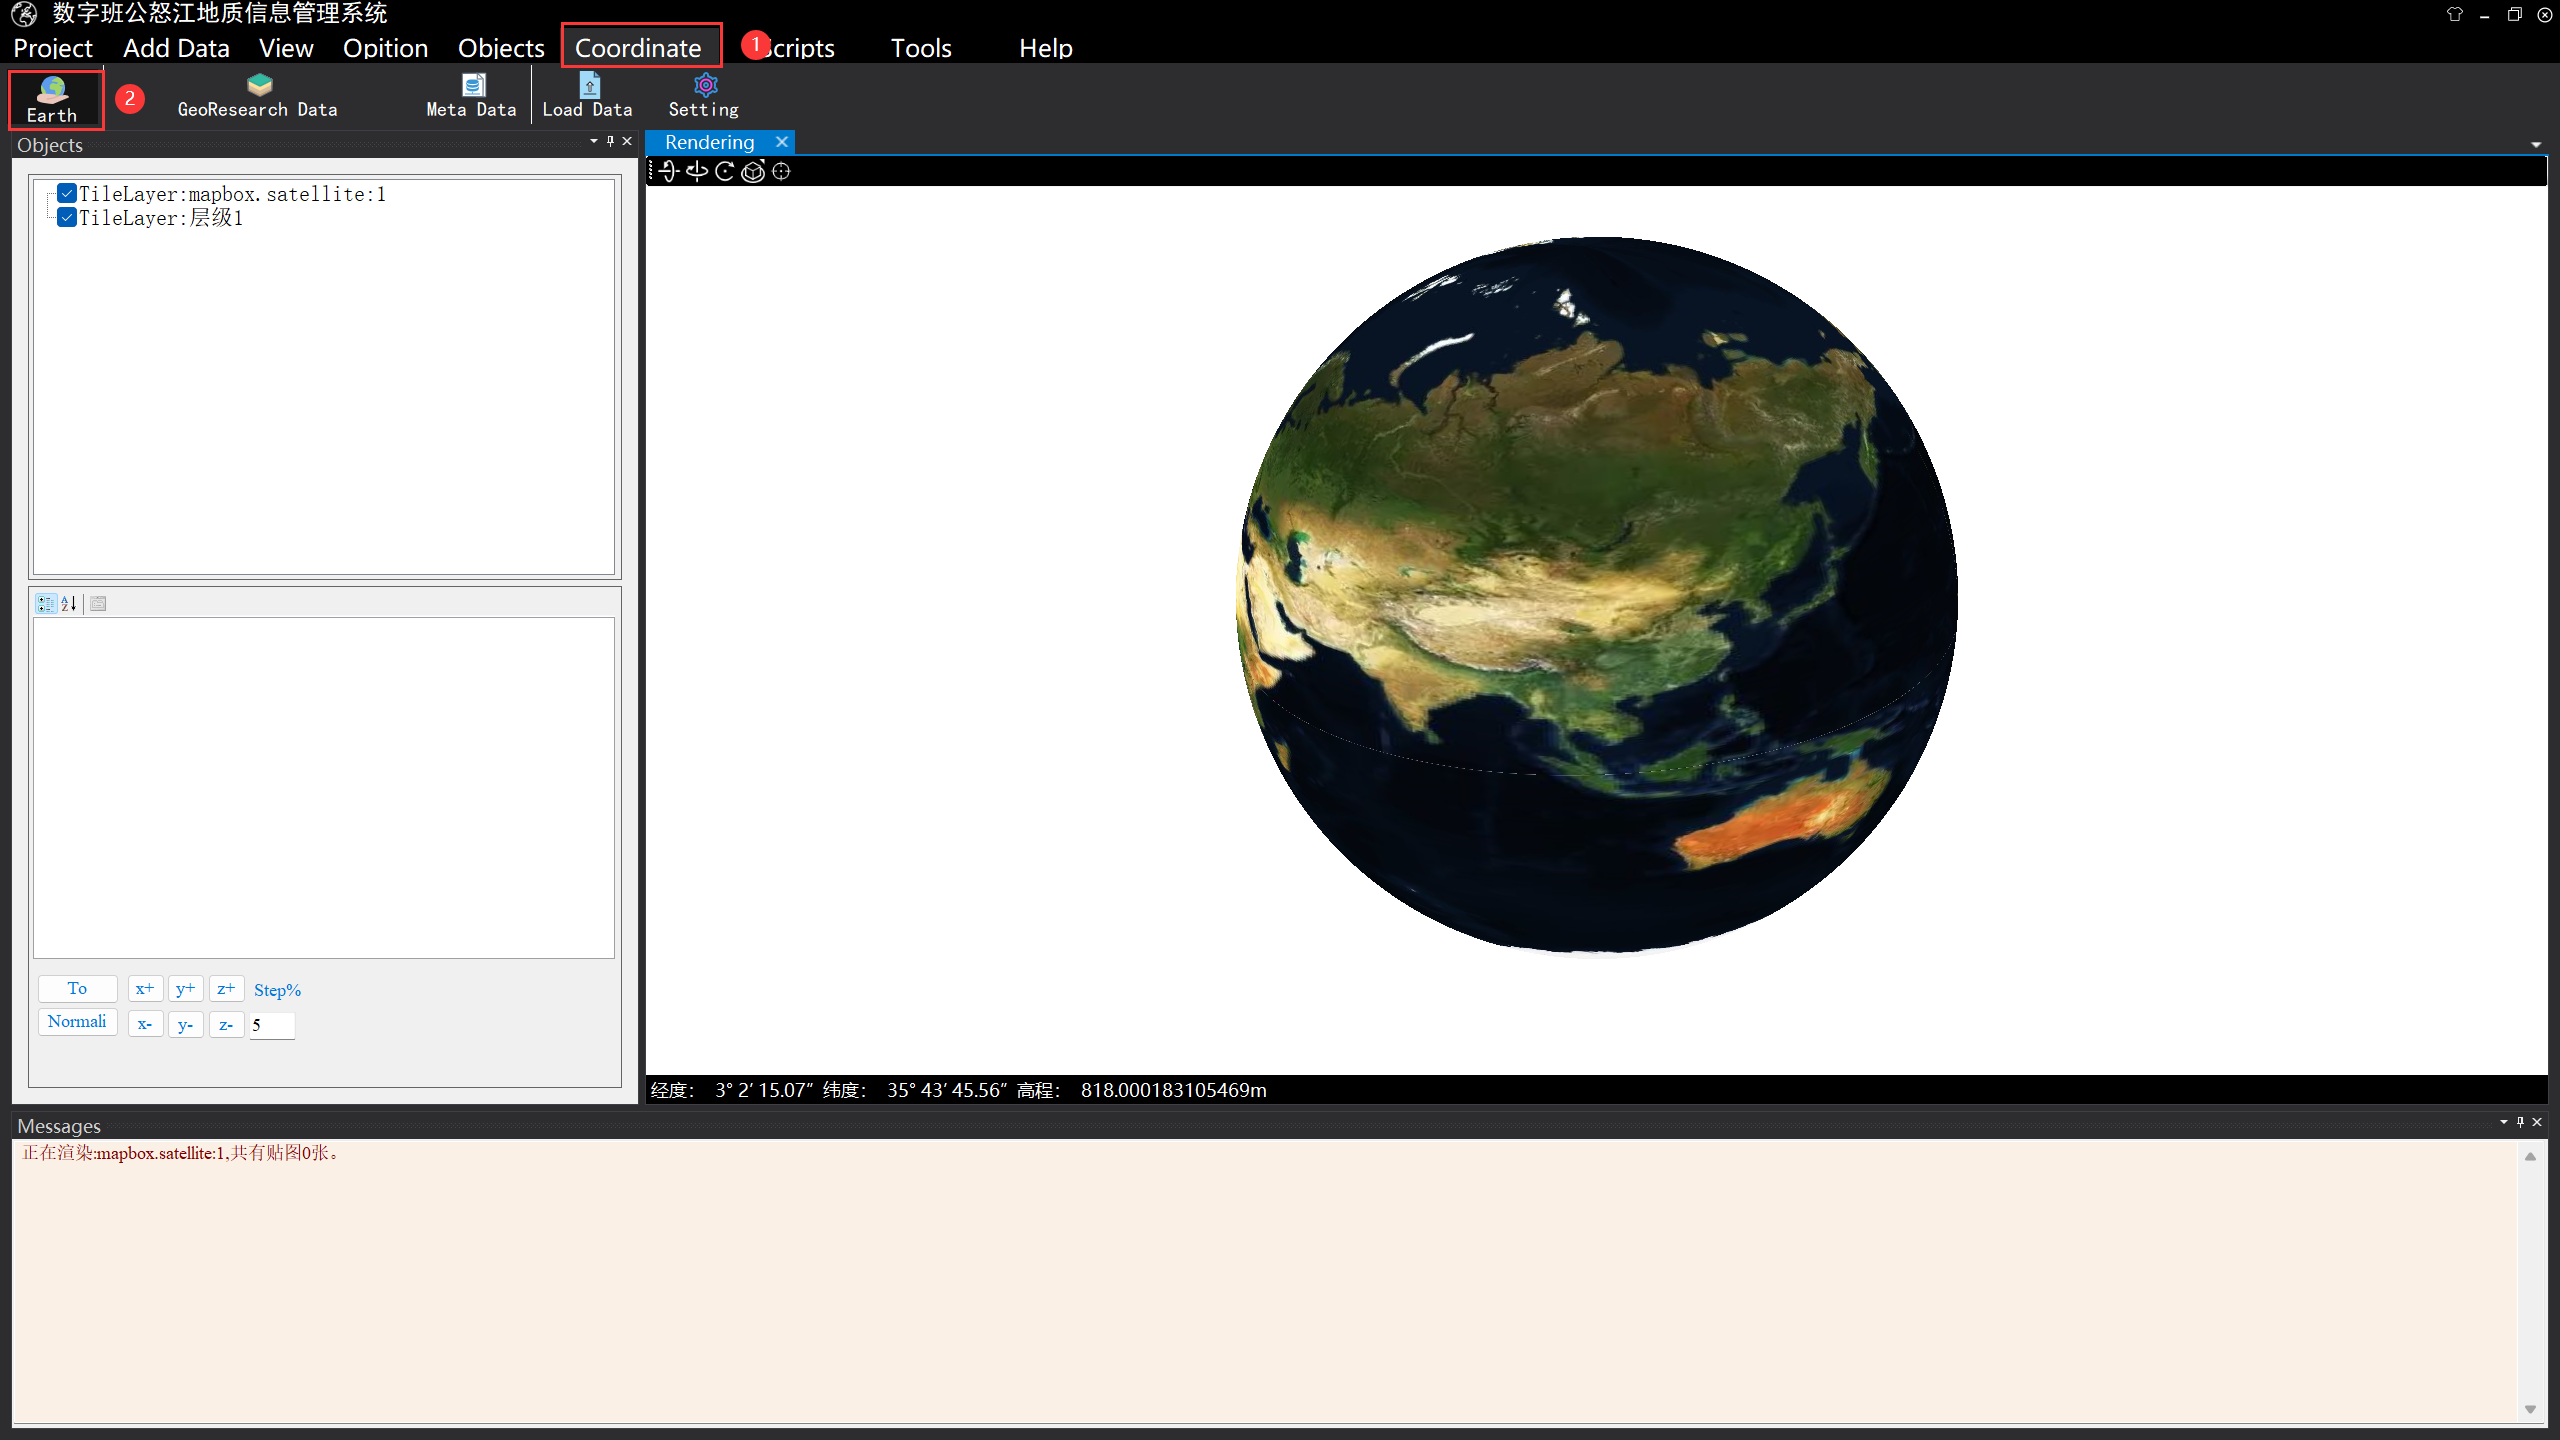 数字班公怒江地质信息管理系统
Project Add Data View Opition Objects Coordinate 1 Scripts Tools Help
Earth 2 GeoResearch Data Meta Data Load Data Setting
Objects
Rendering
TileLayer:mapbox.satellite:1
TileLayer:层级1
To x+ y+ z+ Step%
Normali x- y- z- 5
经度： 3° 2′ 15.07″ 纬度： 35° 43′ 45.56″ 高程： 818.000183105469m
Messages
正在渲染:mapbox.satellite:1,共有贴图0张。